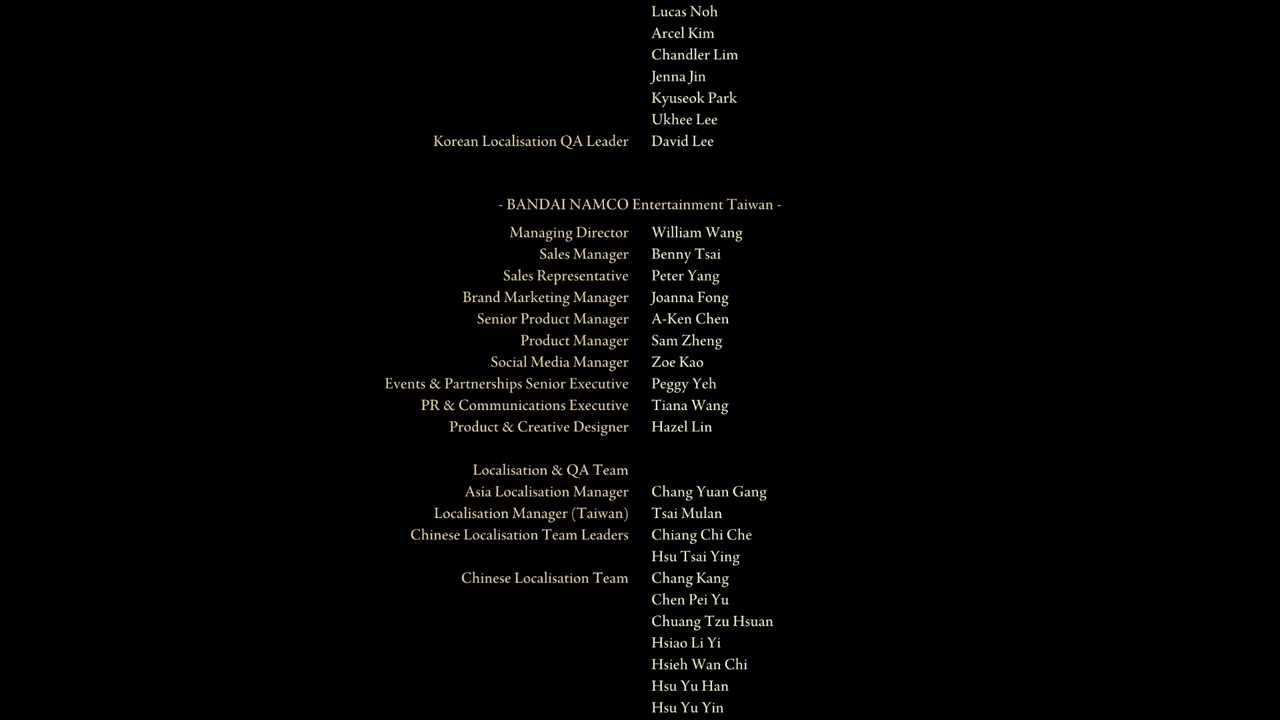 Lucas Noh
Arcel Kim
Chandler Lim
Jenna Jin
Kyuseok Park
Ukhee Lee
Korean Localisation QA Leader David Lee
- BANDAI NAMCO Entertainment Taiwan -
Managing Director William Wang
Sales Manager Benny Tsai
Sales Representative Peter Yang
Brand Marketing Manager Joanna Fong
Senior Product Manager A-Ken Chen
Product Manager Sam Zheng
Social Media Manager Zoe Kao
Events & Partnerships Senior Executive Peggy Yeh
PR & Communications Executive Tiana Wang
Product & Creative Designer Hazel Lin
Localisation & QA Team
Asia Localisation Manager Chang Yuan Gang
Localisation Manager (Taiwan) Tsai Mulan
Chinese Localisation Team Leaders Chiang Chi Che
Hsu Tsai Ying
Chinese Localisation Team Chang Kang
Chen Pei Yu
Chuang Tzu Hsuan
Hsiao Li Yi
Hsieh Wan Chi
Hsu Yu Han
Hsu Yu Yin